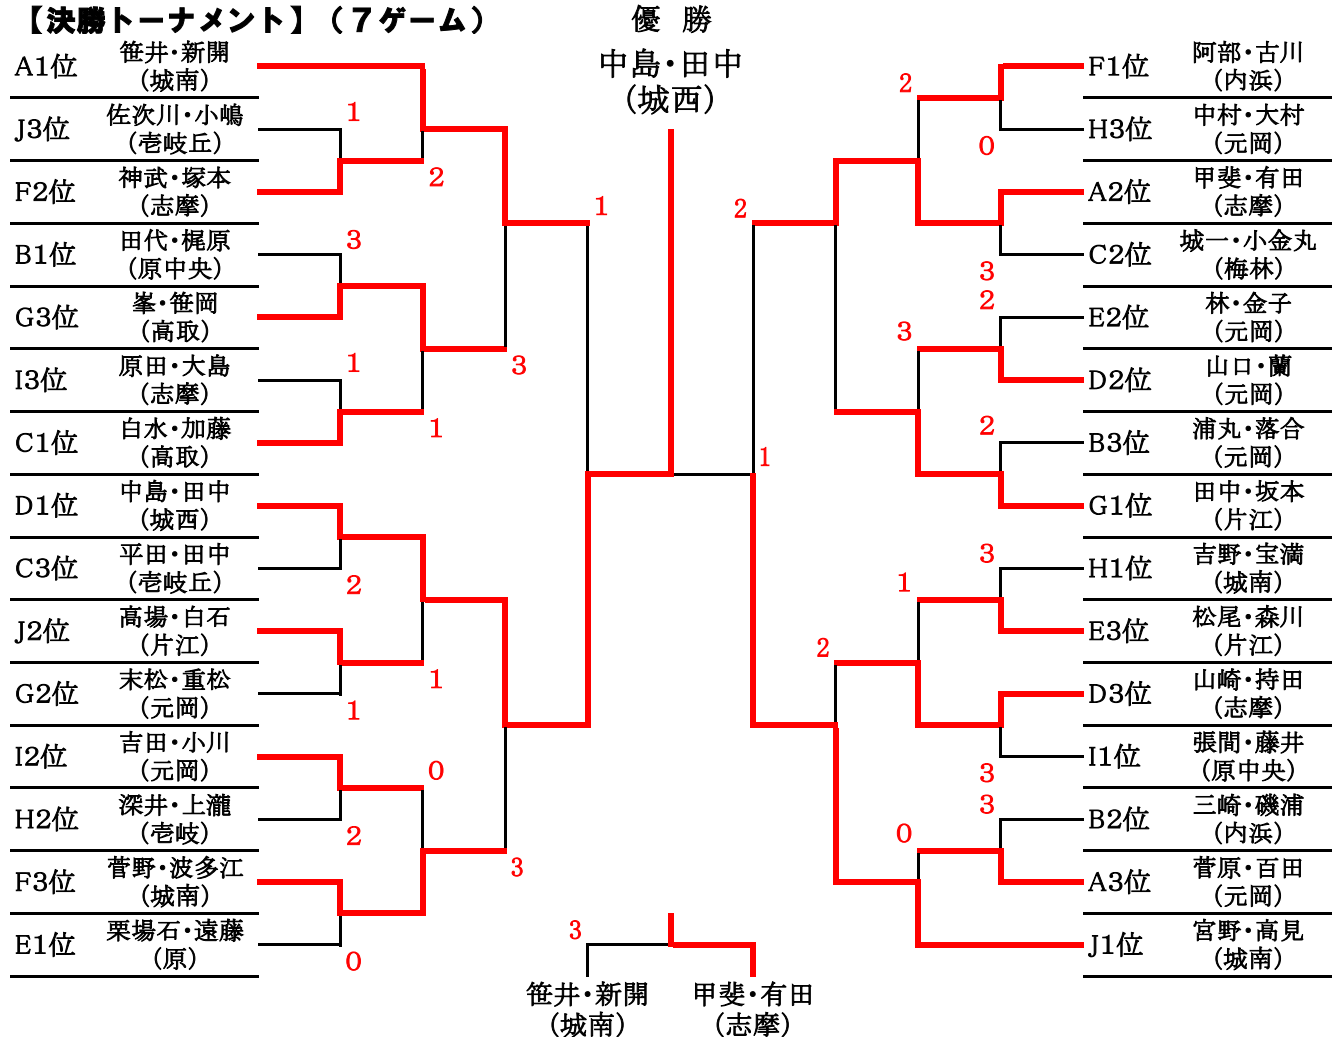 【決勝トーナメント】（７ゲーム）
優 勝
中島・田中
（城西）
A1位 笹井・新開
（城南）
J3位 佐次川・小嶋
（壱岐丘）
F2位 神武・塚本
（志摩）
B1位 田代・梶原
（原中央）
G3位 峯・笹岡
（高取）
I3位 原田・大島
（志摩）
C1位 白水・加藤
（高取）
D1位 中島・田中
（城西）
C3位 平田・田中
（壱岐丘）
J2位 高場・白石
（片江）
G2位 末松・重松
（元岡）
I2位 吉田・小川
（元岡）
H2位 深井・上瀧
（壱岐）
F3位 菅野・波多江
（城南）
E1位 栗場石・遠藤
（原）
1
2
3
1
1
2
1
1
0
2
0
1
3
3
F1位 阿部・古川
（内浜）
H3位 中村・大村
（元岡）
A2位 甲斐・有田
（志摩）
C2位 城一・小金丸
（梅林）
E2位 林・金子
（元岡）
D2位 山口・蘭
（元岡）
B3位 浦丸・落合
（元岡）
G1位 田中・坂本
（片江）
H1位 吉野・宝満
（城南）
E3位 松尾・森川
（片江）
D3位 山崎・持田
（志摩）
I1位 張間・藤井
（原中央）
B2位 三崎・磯浦
（内浜）
A3位 菅原・百田
（元岡）
J1位 宮野・高見
（城南）
2
0
2
3
2
3
2
1
3
1
2
3
3
0
3
笹井・新開
（城南）
甲斐・有田
（志摩）